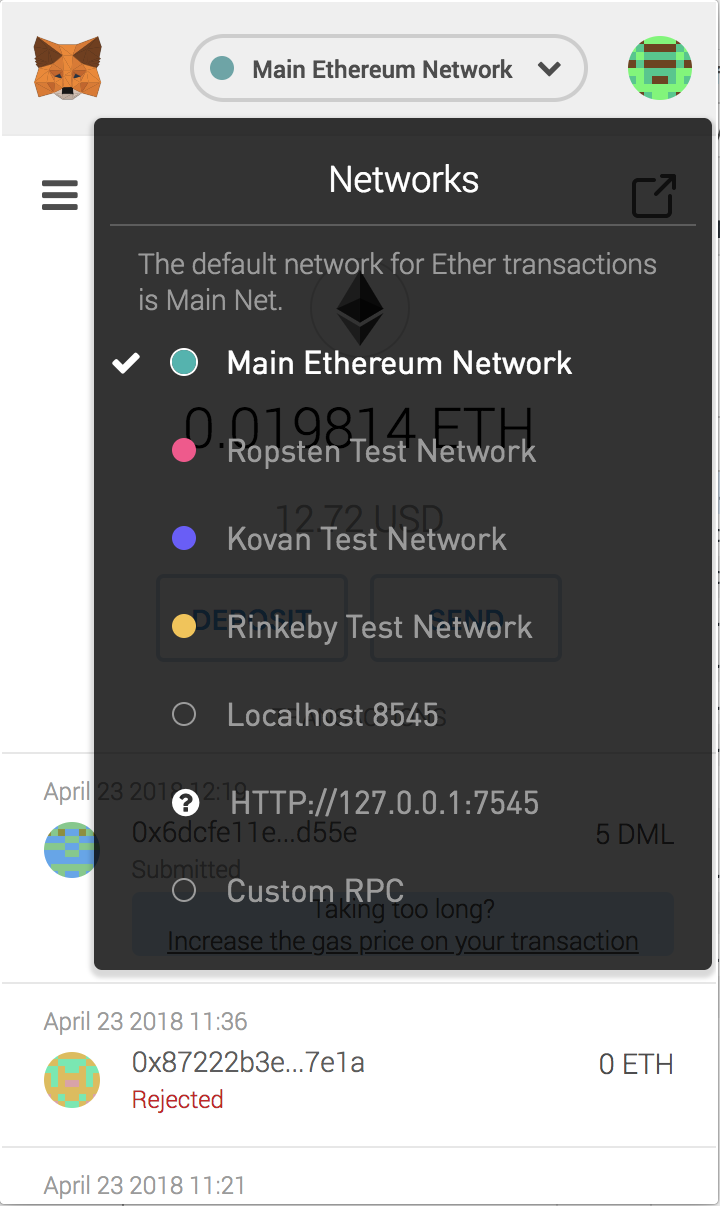 Main Ethereum Network
Networks
The default network for Ether transactions
is Main Net.
Main Ethereum Network
0.019814 ETH
Ropsten Test Network
12.72 USD
Kovan Test Network
DEPOSIT
SEND
Rinkeby Test Network
Localhost 8545
April 23 2018 12:19
HTTP://127.0.0.1:7545
0x6dcfe11e...d55e
5 DML
Submitted
Custom RPC
Taking too long?
Increase the gas price on your transaction
April 23 2018 11:36
0x87222b3e...7e1a
0 ETH
Rejected
April 23 2018 11:21